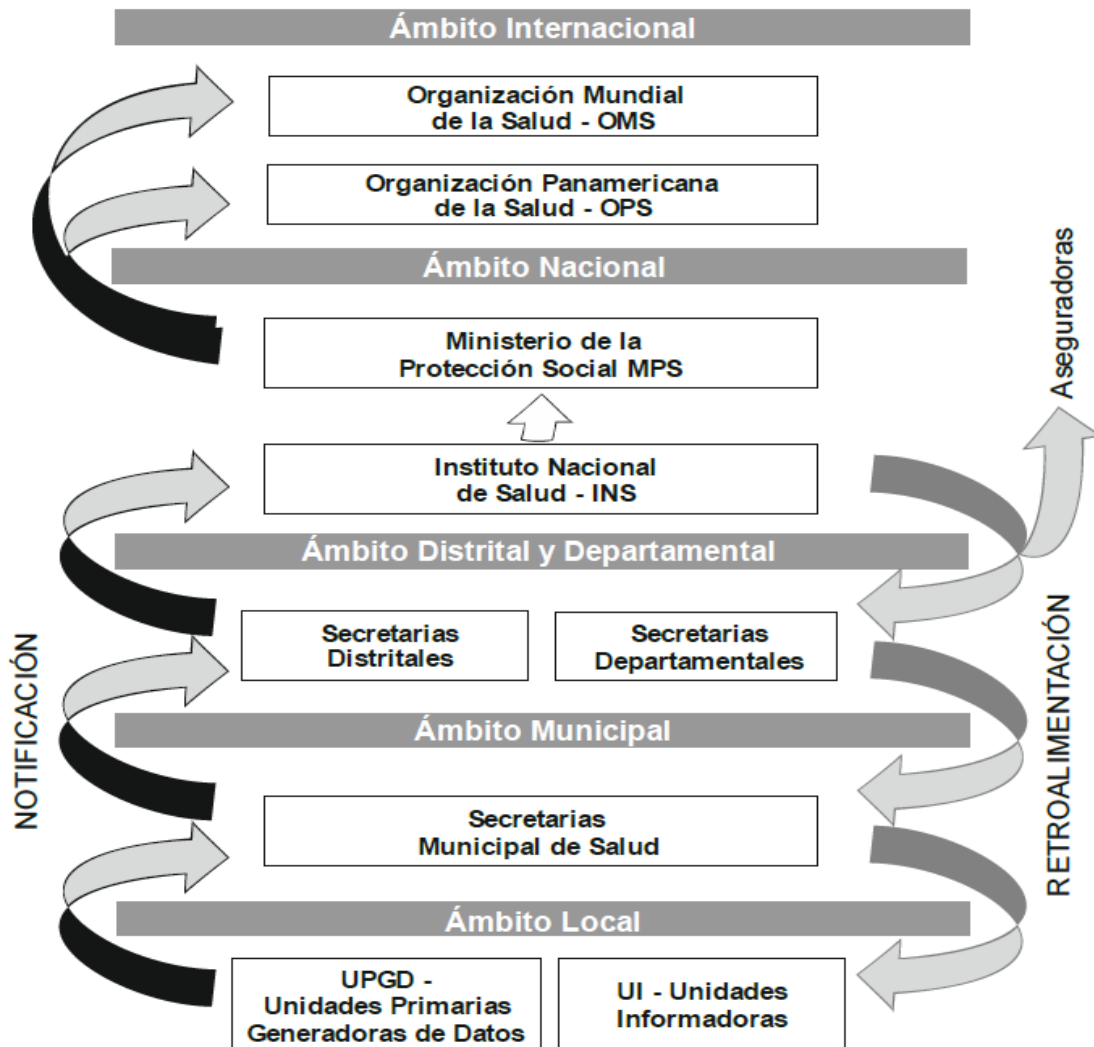 Ámbito Internacional
Organización Mundial
de la Salud - OMS
Organización Panamericana
de la Salud - OPS
Ámbito Nacional
Ministerio de la
Protección Social MPS
Aseguradoras
Instituto Nacional
de Salud - INS
Ámbito Distrital y Departamental
Secretarias
Distritales
Secretarias
Departamentales
NOTIFICACIÓN
RETROALIMENTACIÓN
Ámbito Municipal
Secretarias
Municipal de Salud
Ámbito Local
UPGD -
Unidades Primarias
Generadoras de Datos
UI - Unidades
Informadoras